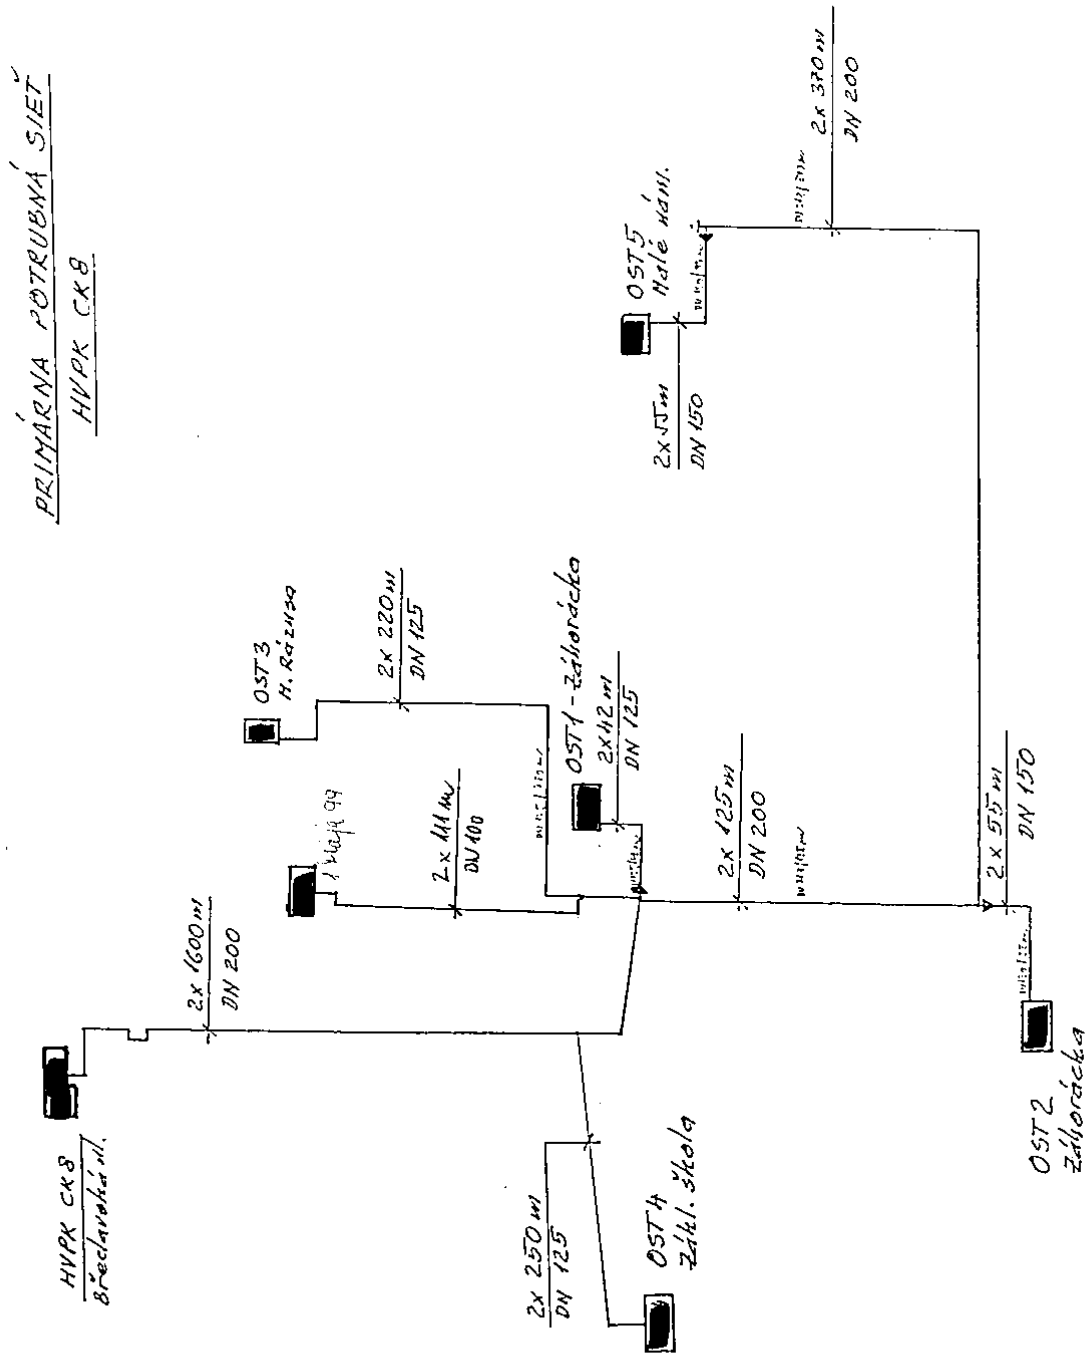 PRIMÁRNA POTRUBNÁ SIEŤ
HVPK CK8
HVPK CK8
Břeclavská ul.
2x 1600 m
DN 200
1 Mája 99
2x 111 m
DN 100
OST 3
M. Rázusa
2x 220 m
DN 125
OST 1 - Záhorácka
2x 42 m
DN 125
OST 5
Malé nám.
2x 55 m
DN 150
2x 370 m
DN 200
2x 250 m
DN 125
OST 4
Zákl. škola
2x 125 m
DN 200
2x 55 m
DN 150
OST 2
Záhorácka